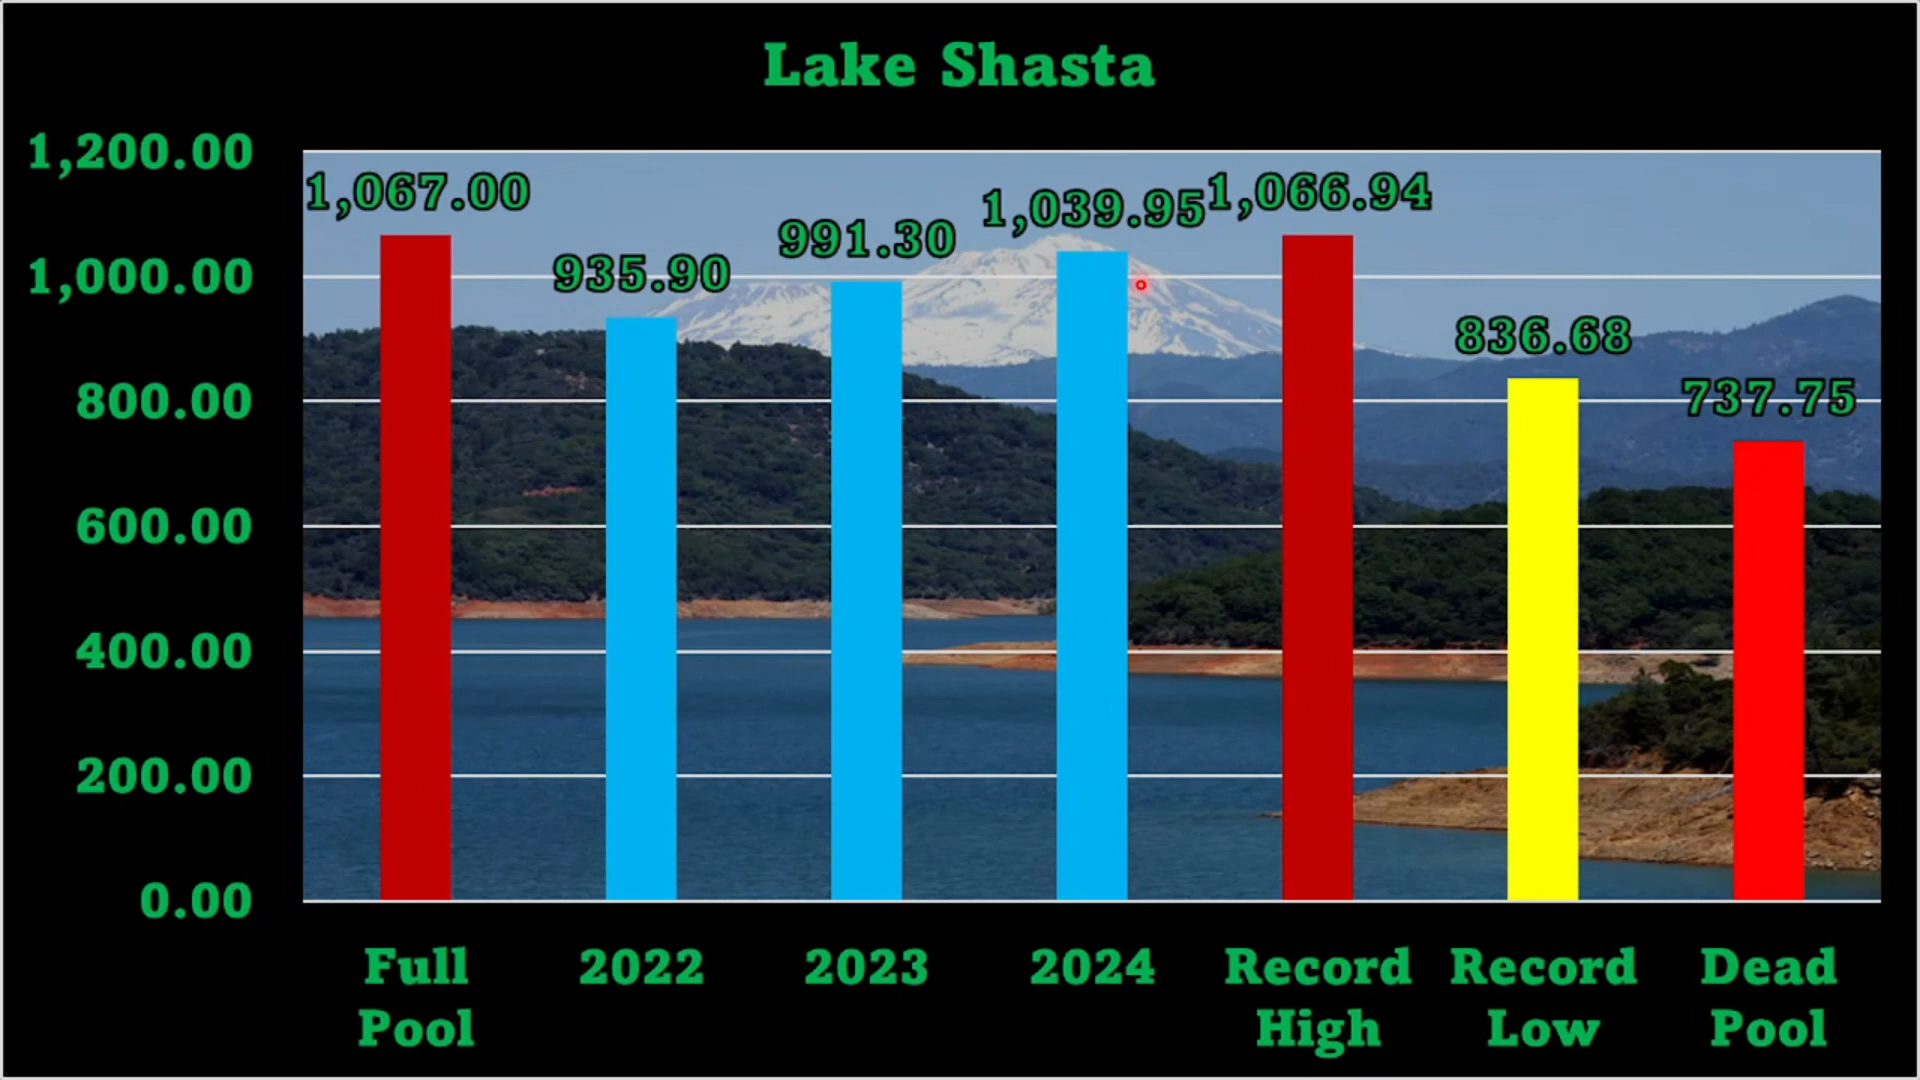 Lake Shasta
1,200.00
1,000.00
800.00
600.00
400.00
200.00
0.00
1,067.00
935.90
991.30
1,039.95
1,066.94
836.68
737.75
Full
Pool
2022
2023
2024
Record
High
Record
Low
Dead
Pool